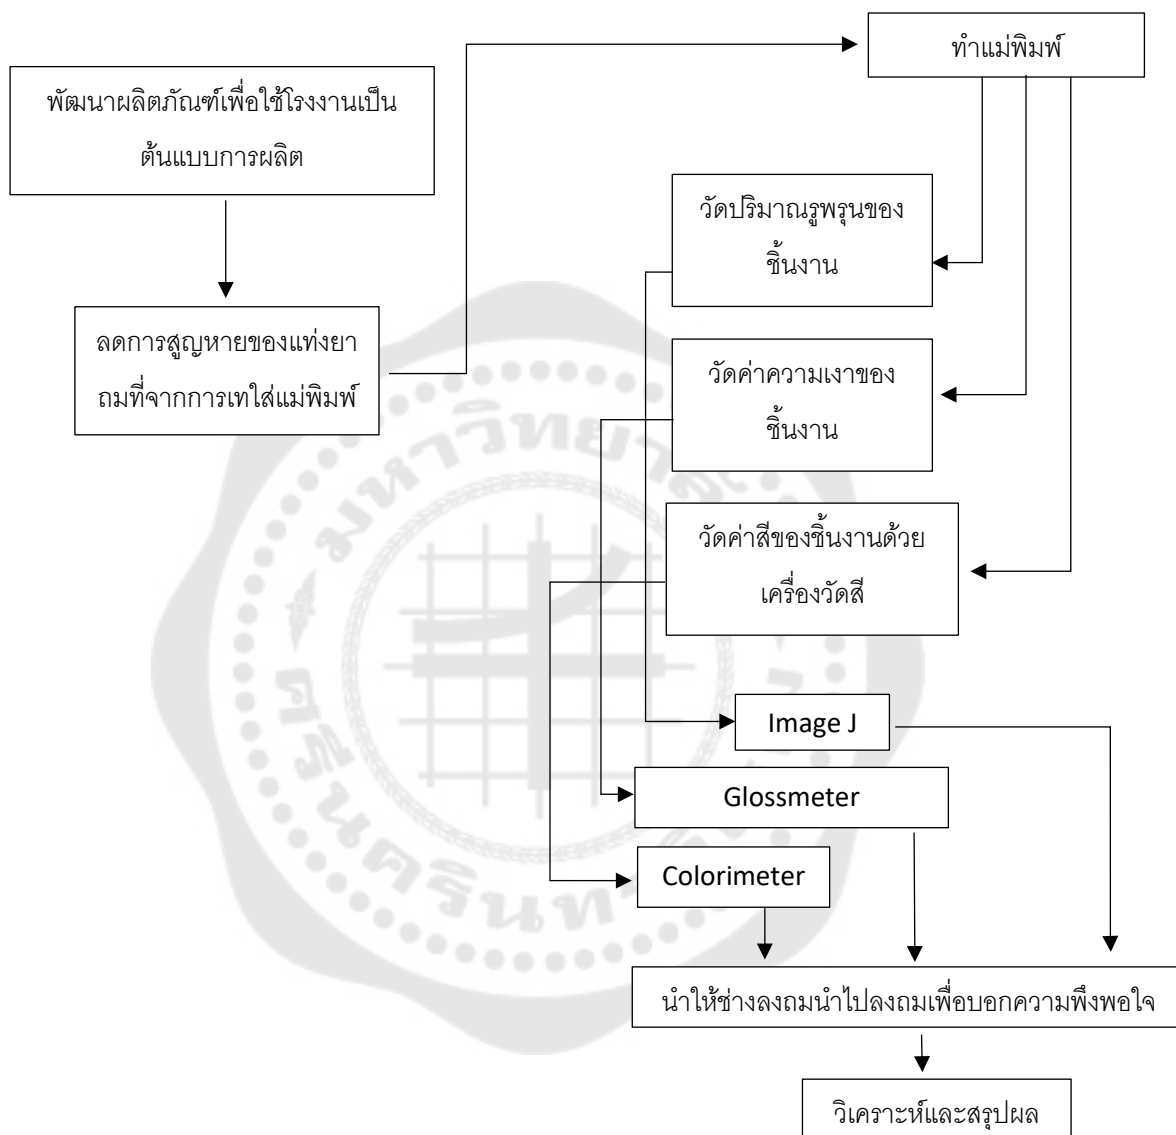 ทำแม่พิมพ์
พัฒนาผลิตภัณฑ์เพื่อใช้โรงงานเป็น
ต้นแบบการผลิต
วัดปริมาณรูพรุนของ
ชิ้นงาน
ลดการสูญหายของแท่งยา
ถมที่จากการเทใส่แม่พิมพ์
วัดค่าความเงาของ
ชิ้นงาน
วัดค่าสีของชิ้นงานด้วย
เครื่องวัดสี
Image J
Glossmeter
Colorimeter
นำให้ช่างลงถมนำไปลงถมเพื่อบอกความพึงพอใจ
วิเคราะห์และสรุปผล